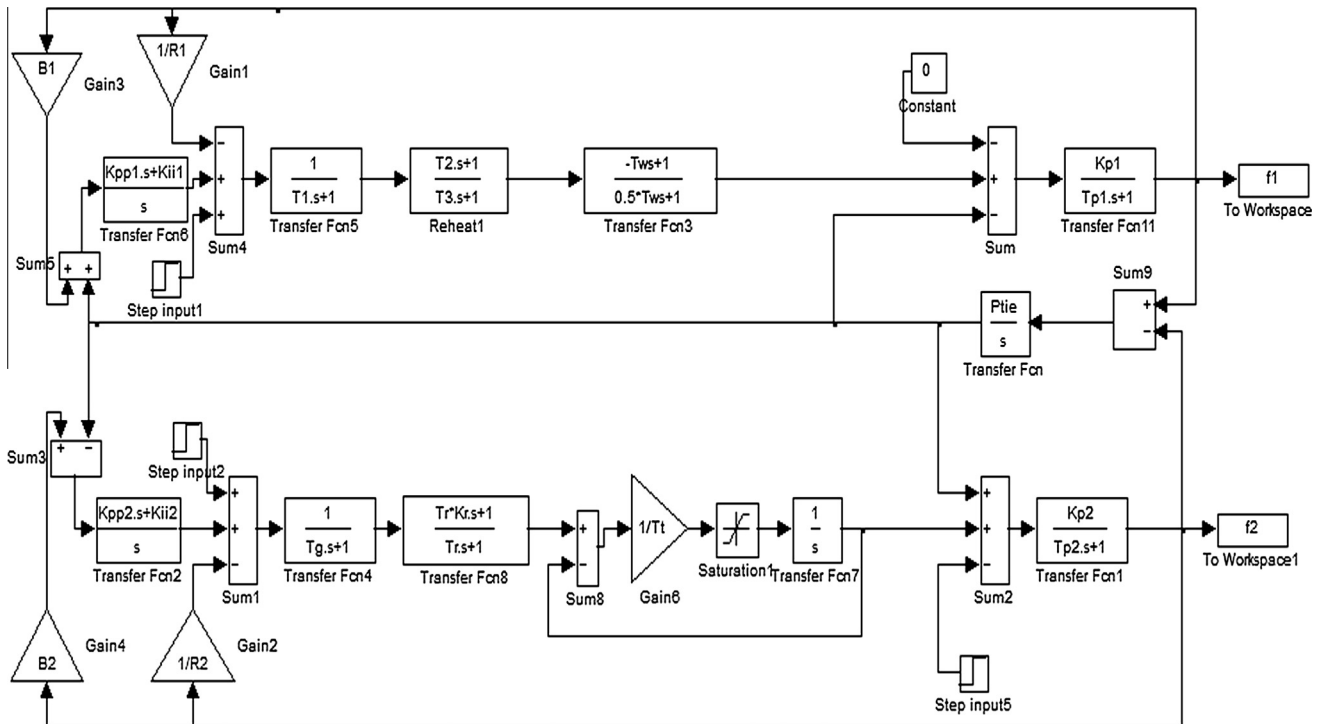 B1
Gain3
1/R1
Gain1
0
Constant
Kpp1.s+Kii1
s
Transfer Fcn6
-
+
+
Sum4
1
T1.s+1
Transfer Fcn5
T2.s+1
T3.s+1
Reheat1
-Tws+1
0.5*Tws+1
Transfer Fcn3
-
+
-
Sum
Kp1
Tp1.s+1
Transfer Fcn11
f1
To Workspace
Sum5
+ +
Step input1
Sum9
+
-
Ptie
s
Transfer Fcn
Sum3
+ -
Step input2
Kpp2.s+Kii2
s
Transfer Fcn2
+
+
-
Sum1
1
Tg.s+1
Transfer Fcn4
Tr*Kr.s+1
Tr.s+1
Transfer Fcn8
+
-
Sum8
1/Tt
Gain6
Saturation1
1
s
Transfer Fcn7
+
+
-
Sum2
Kp2
Tp2.s+1
Transfer Fcn1
f2
To Workspace1
B2
Gain4
1/R2
Gain2
Step input5